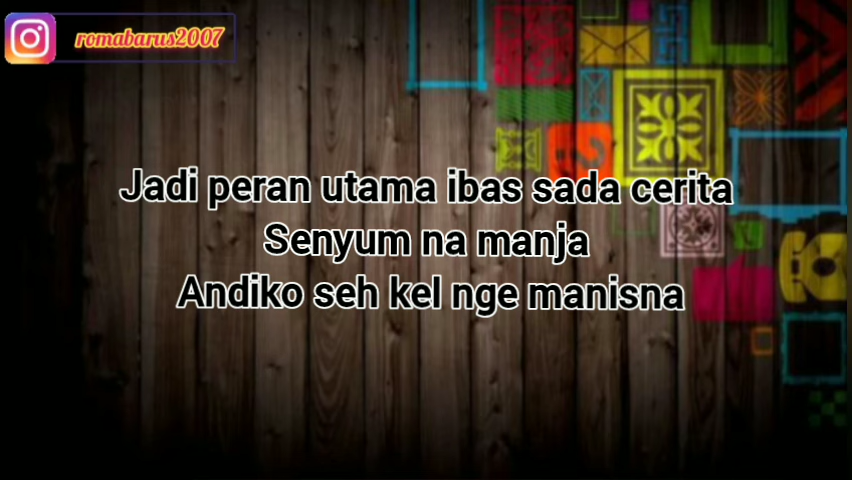 romabarus2007
Jadi peran utama ibas sada cerita
Senyum na manja
Andiko seh kel nge manisna